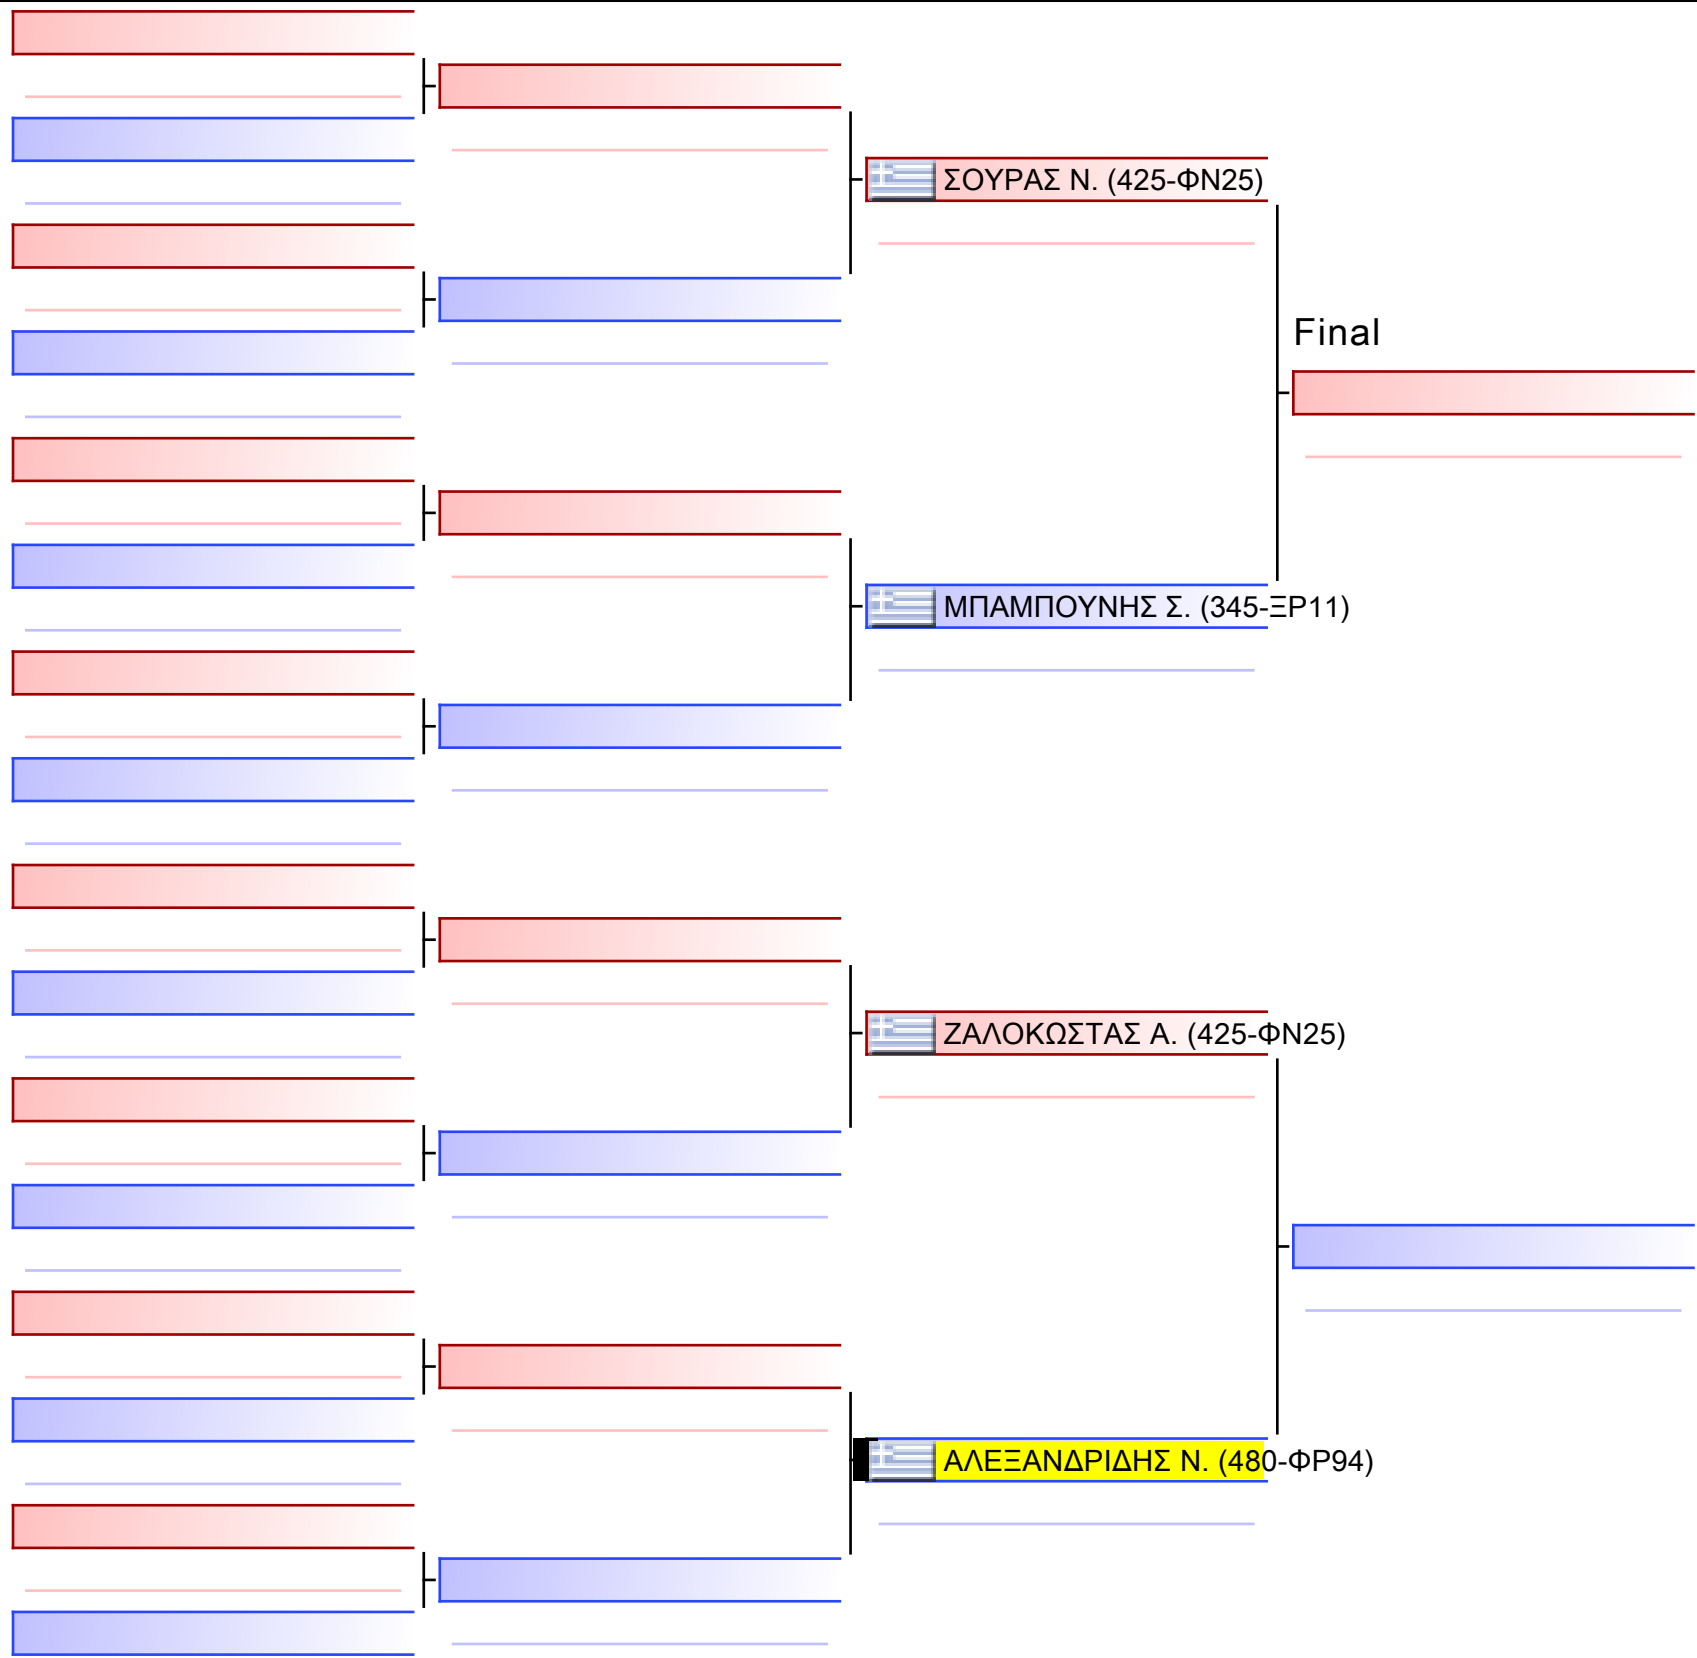 ΣΟΥΡΑΣ Ν. (425-ΦΝ25)
Final
ΜΠΑΜΠΟΥΝΗΣ Σ. (345-ΞΡ11)
ΖΑΛΟΚΩΣΤΑΣ Α. (425-ΦΝ25)
ΑΛΕΞΑΝΔΡΙΔΗΣ Ν. (480-ΦΡ94)